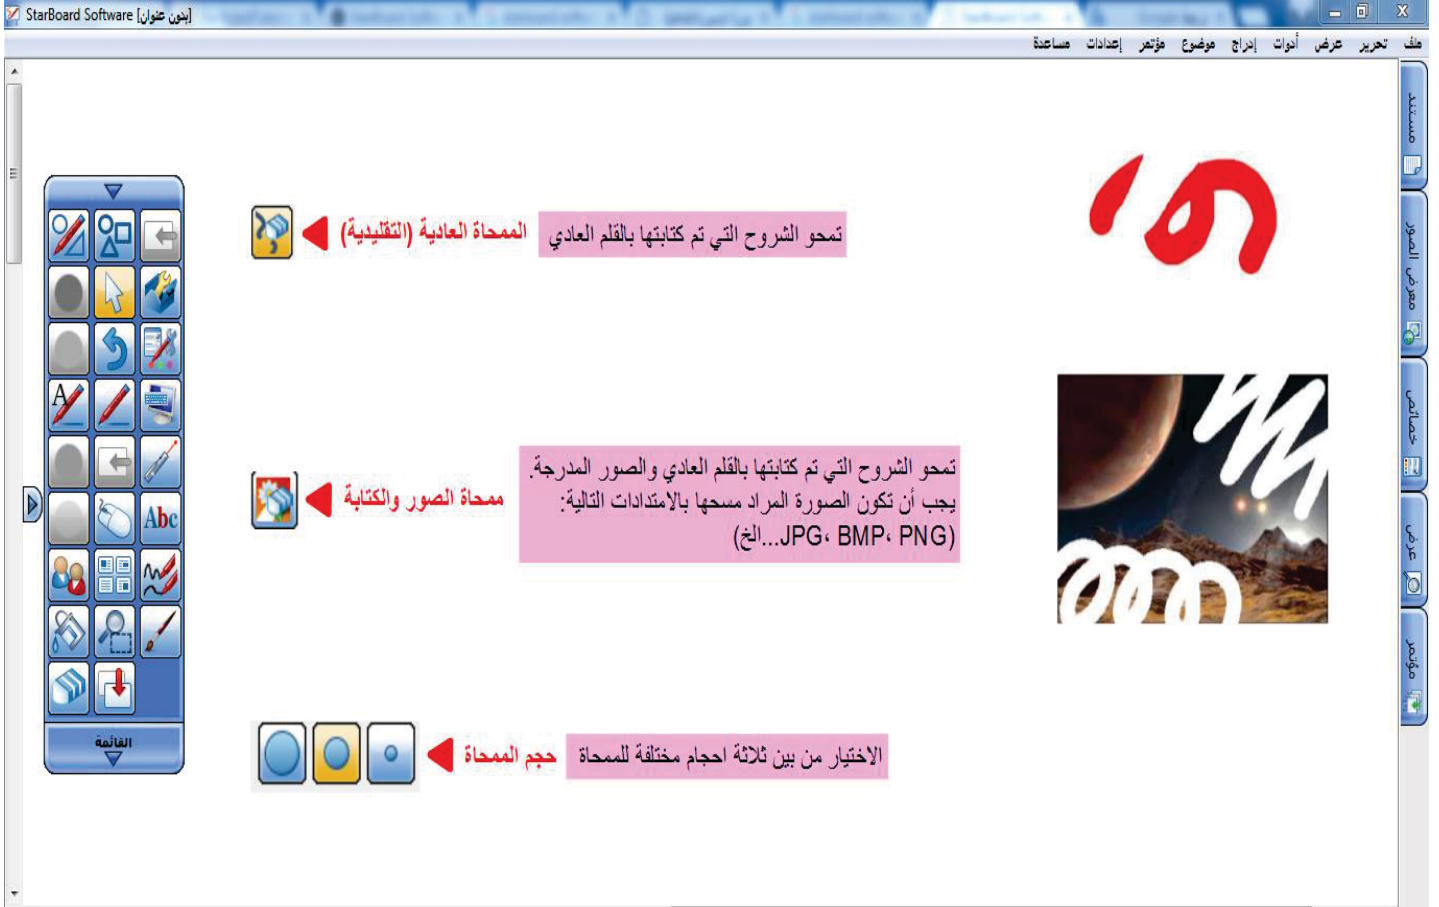 StarBoard Software [بدون عنوان]
ملف تحرير عرض أدوات إدراج موضوع مؤتمر إعدادات مساعدة
مستند
معرض الصور
خصائص
عرض
مؤتمر
الممحاة العادية (التقليدية)
تمحو الشروح التي تم كتابتها بالقلم العادي
ممحاة الصور والكتابة
تمحو الشروح التي تم كتابتها بالقلم العادي والصور المدرجة.
يجب أن تكون الصورة المراد مسحها بالامتدادات التالية:
(JPG، BMP، PNG...الخ)
حجم الممحاة
الاختيار من بين ثلاثة احجام مختلفة للممحاة
A
Abc
القائمة